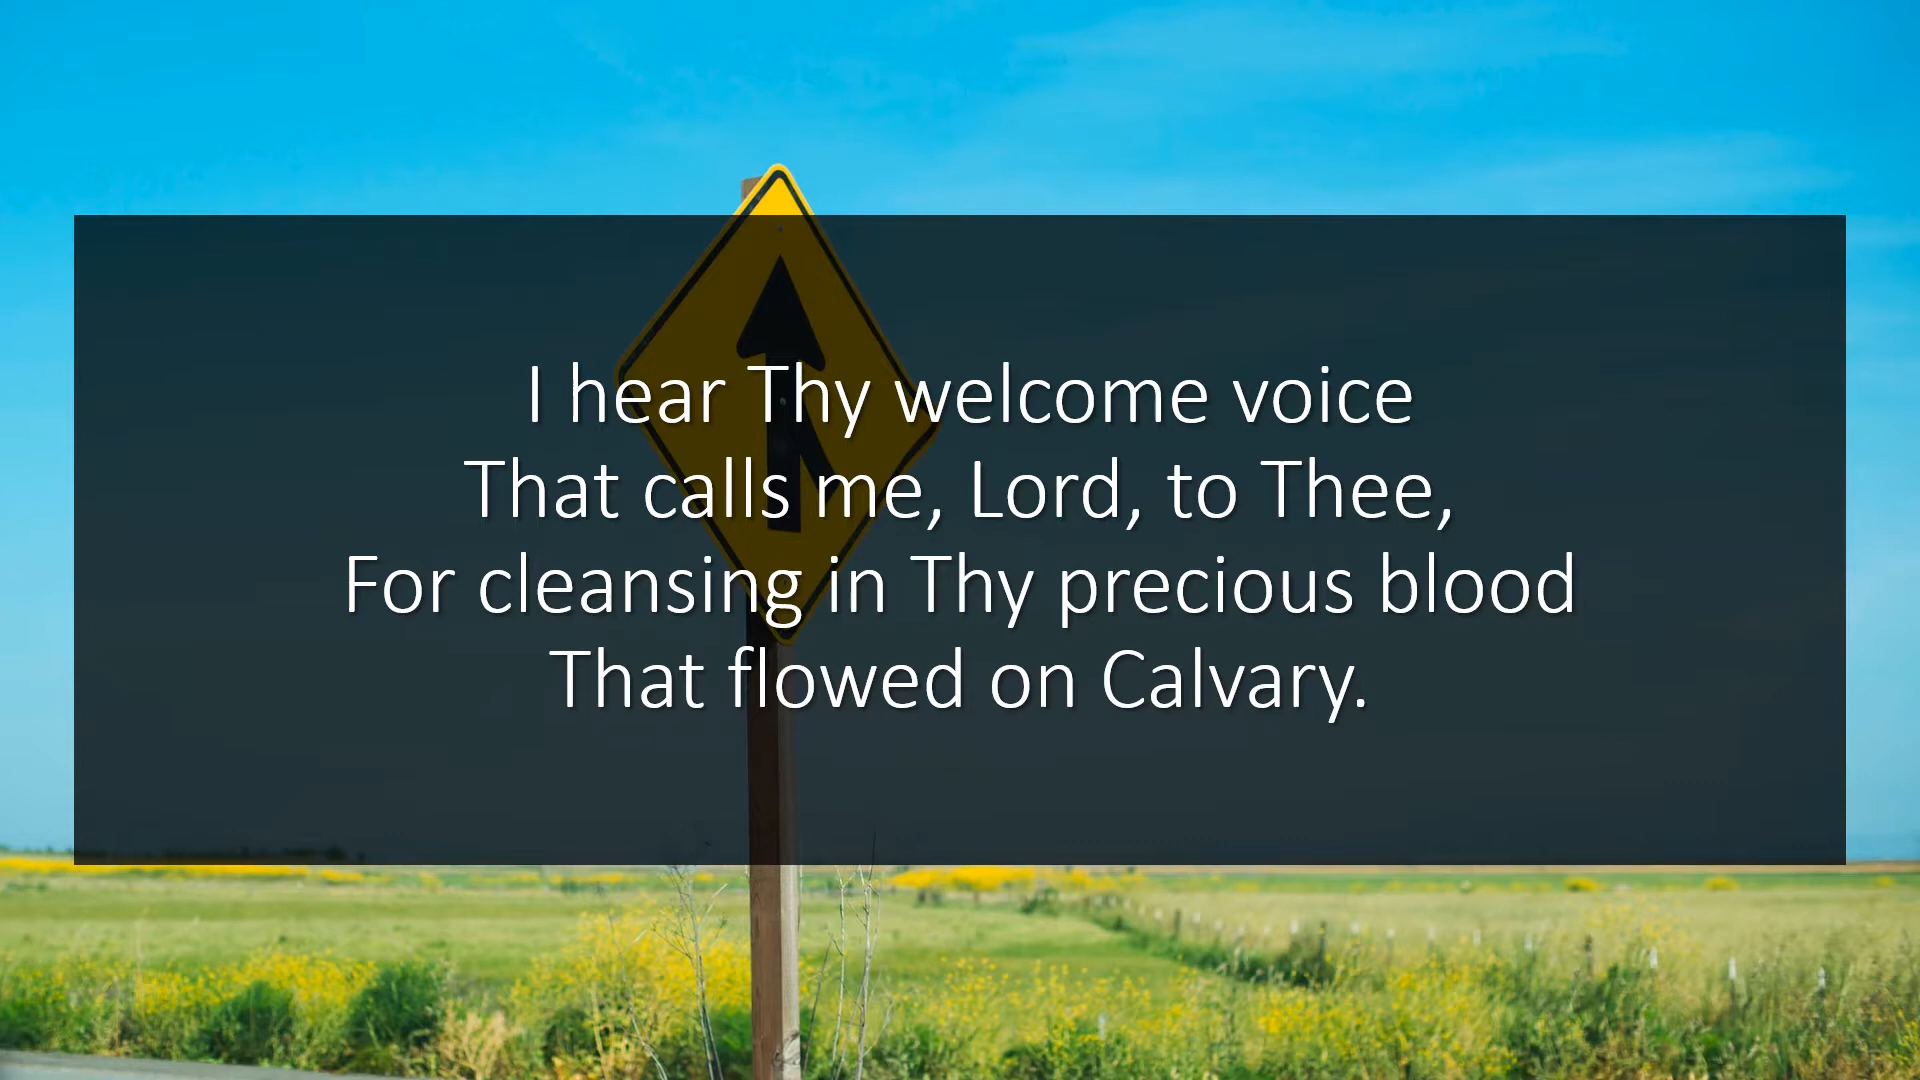 I hear Thy welcome voice
That calls me, Lord, to Thee,
For cleansing in Thy precious blood
That flowed on Calvary.